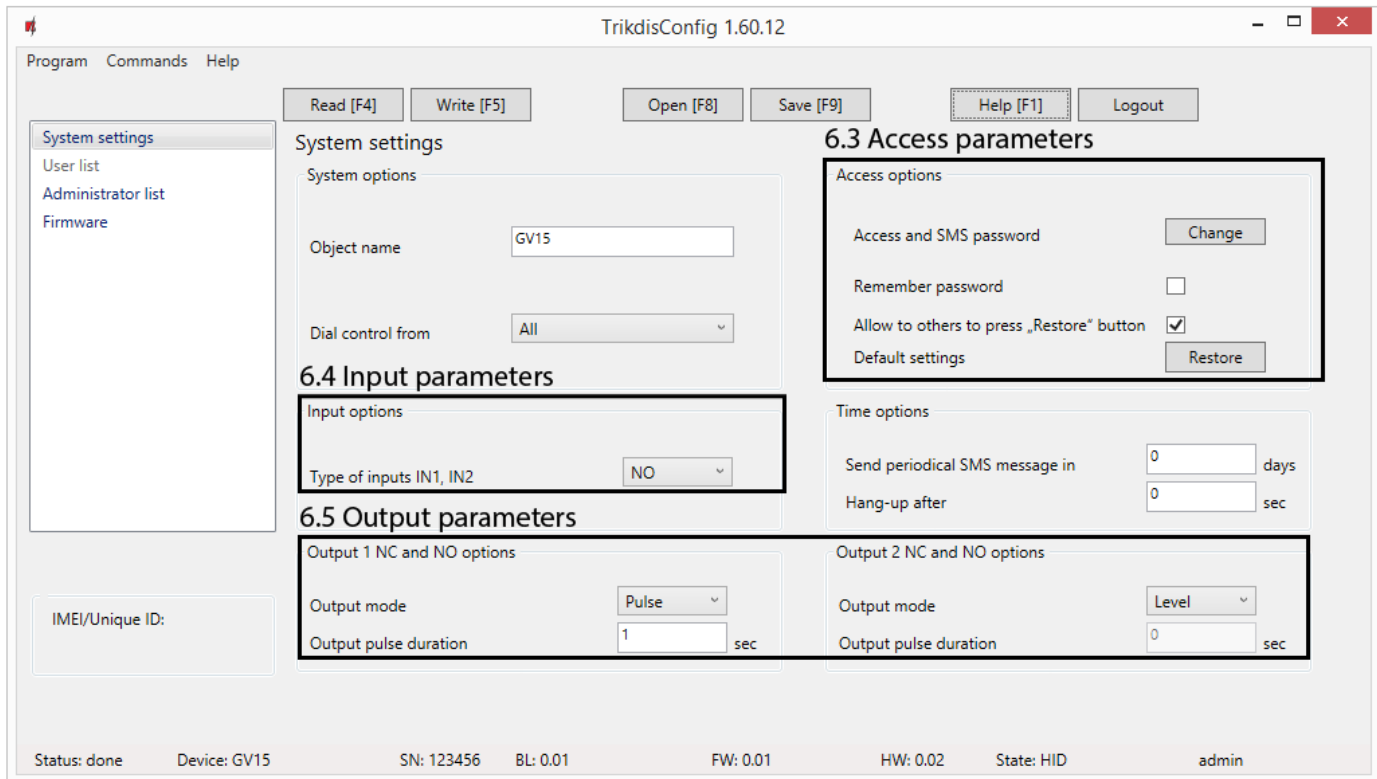 TrikdisConfig 1.60.12
Program Commands Help
Read [F4] Write [F5] Open [F8] Save [F9] Help [F1] Logout
System settings
User list
Administrator list
Firmware
IMEI/Unique ID:
System settings
System options
Object name GV15
Dial control from All
6.3 Access parameters
Access options
Access and SMS password Change
Remember password
Allow to others to press „Restore“ button
Default settings Restore
6.4 Input parameters
Input options
Type of inputs IN1, IN2 NO
Time options
Send periodical SMS message in 0 days
Hang-up after 0 sec
6.5 Output parameters
Output 1 NC and NO options
Output mode Pulse
Output pulse duration 1 sec
Output 2 NC and NO options
Output mode Level
Output pulse duration 0 sec
Status: done Device: GV15 SN: 123456 BL: 0.01 FW: 0.01 HW: 0.02 State: HID admin